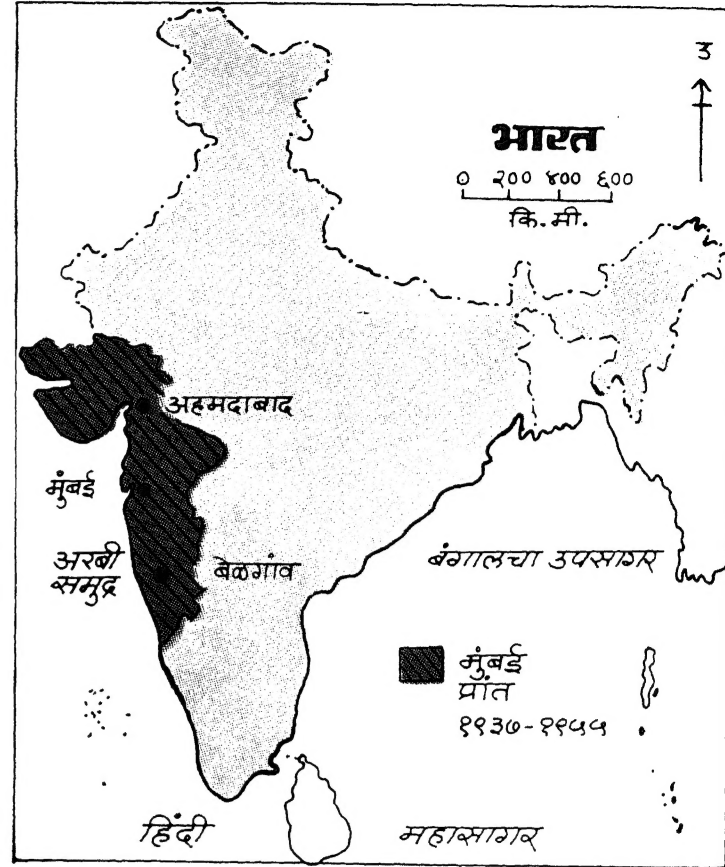 उ
भारत
० २०० ४०० ६००
कि.मी.
अहमदाबाद
मुंबई
अरबी
समुद्र
बेळगांव
बंगालचा उपसागर
मुंबई
प्रांत
१९३७-१९५५
हिंदी महासागर